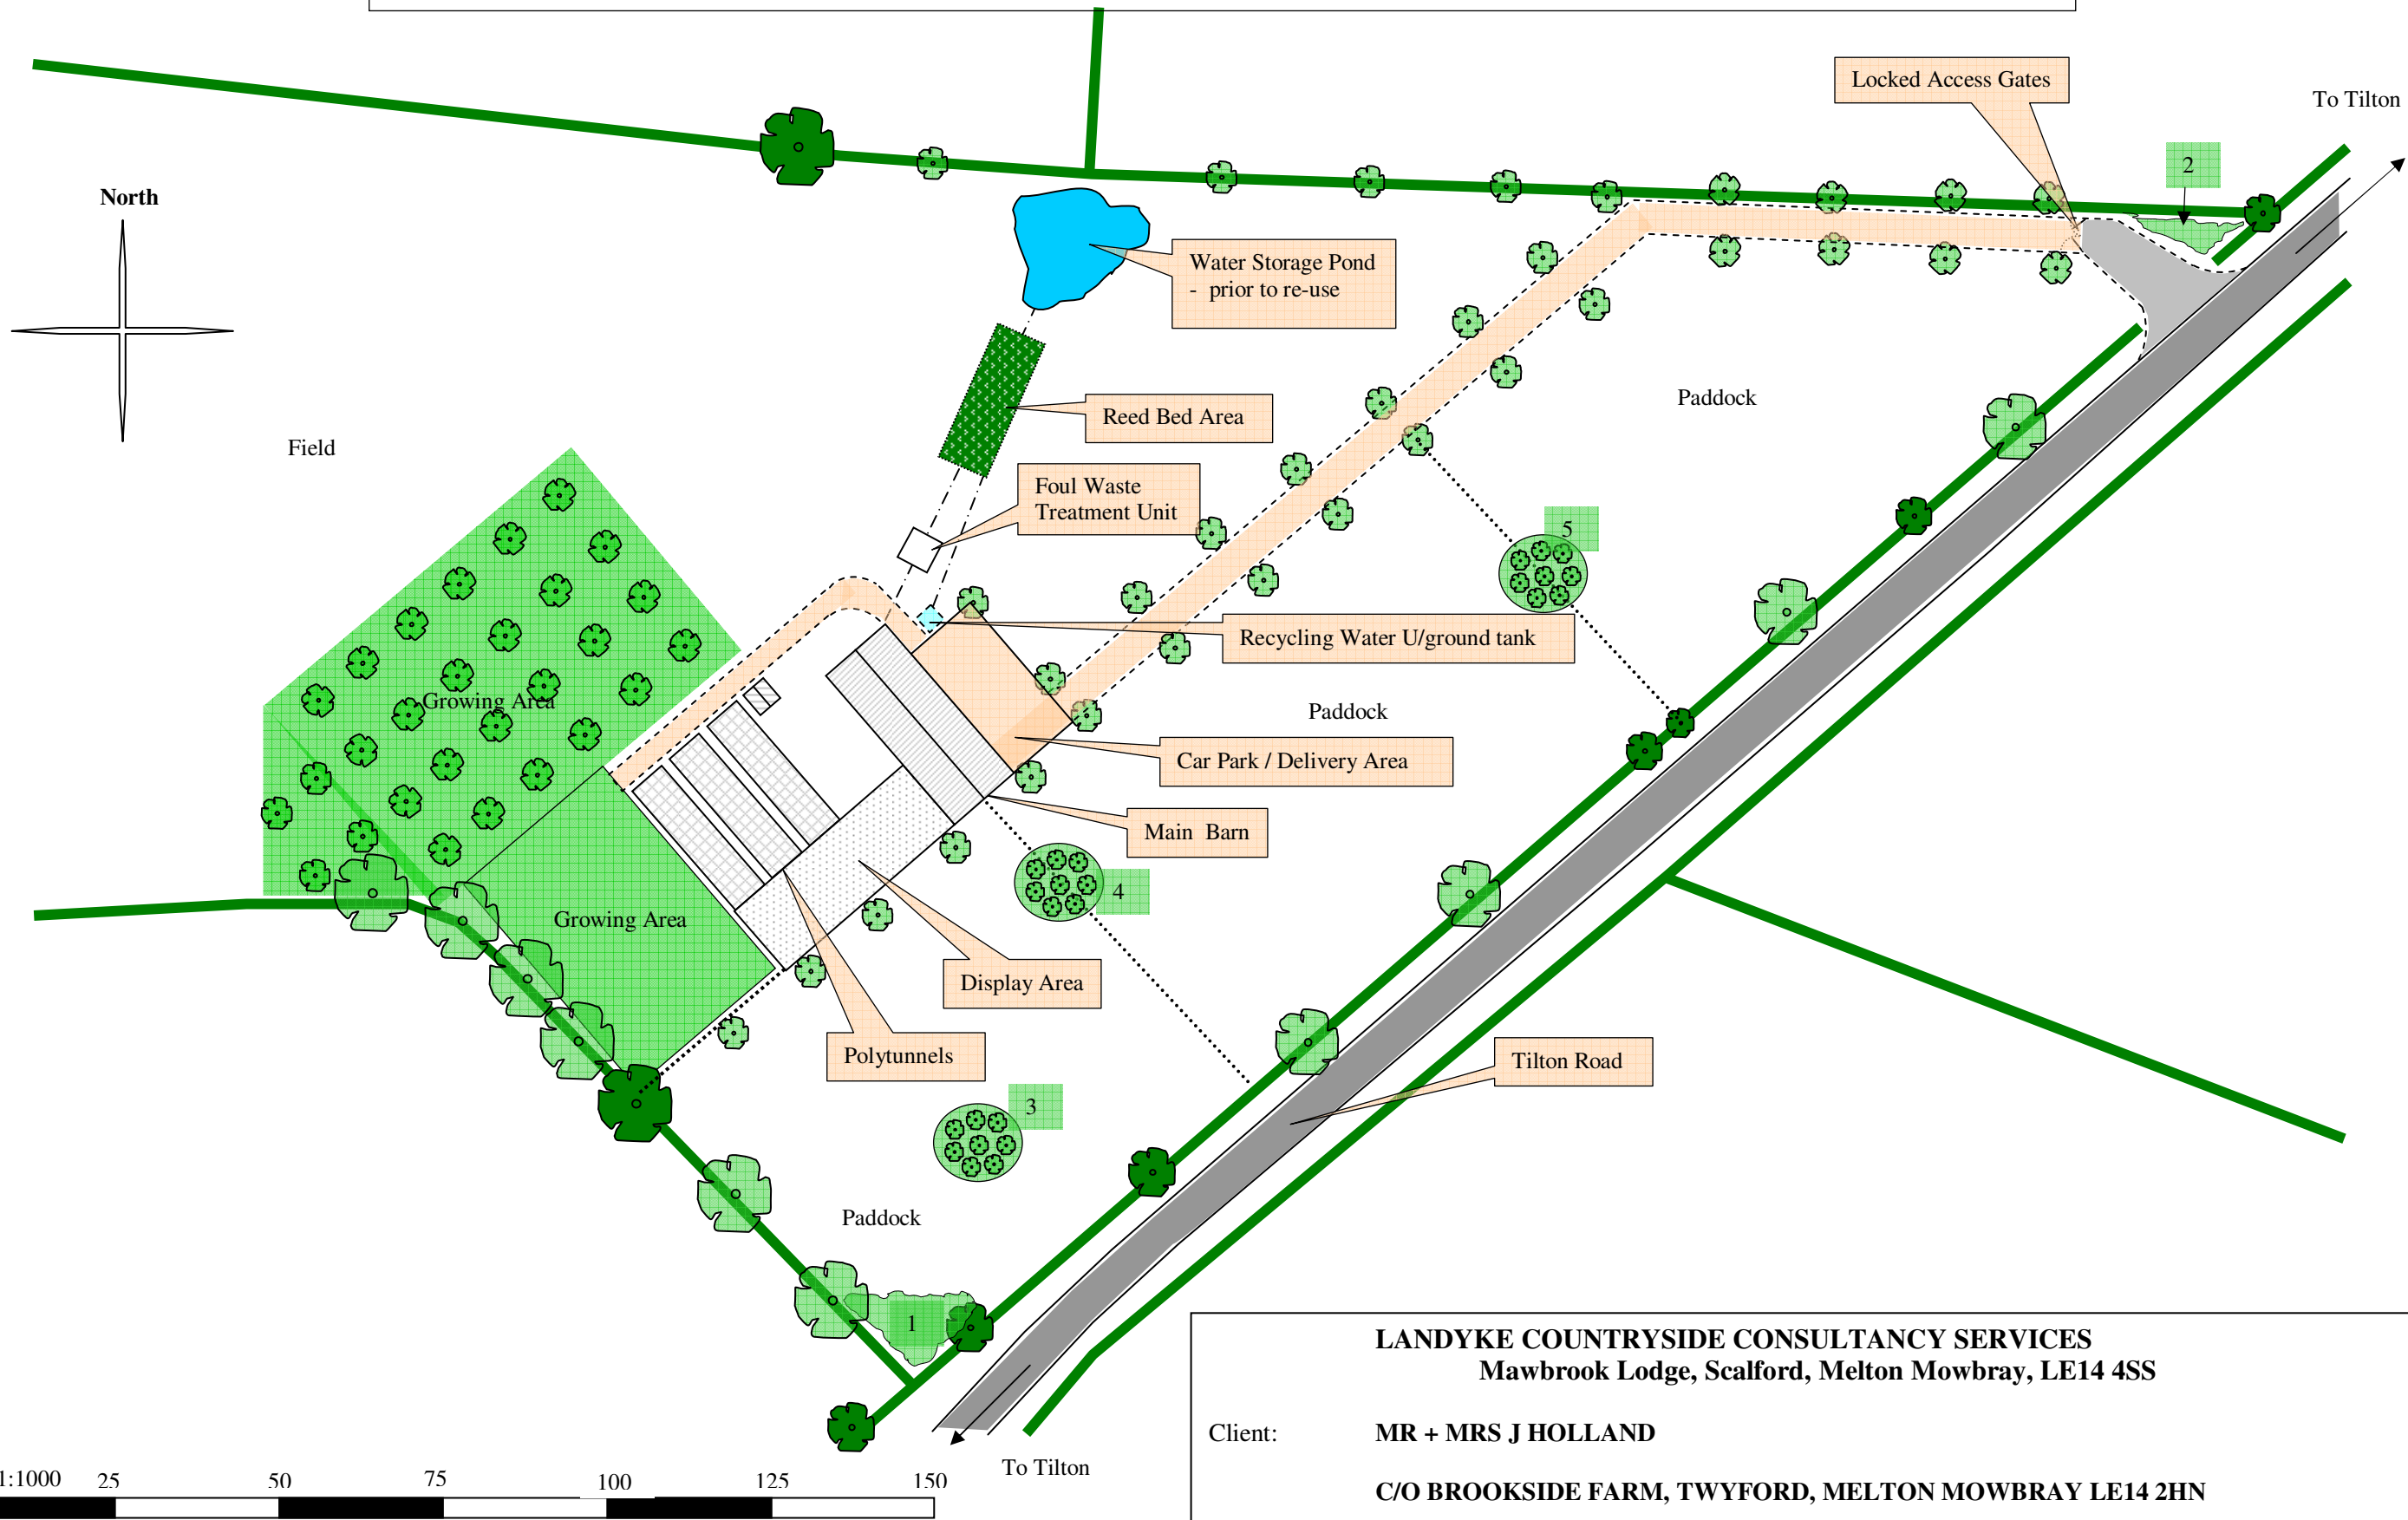 Locked Access Gates
To Tilton
2
North
Water Storage Pond
- prior to re-use
Paddock
Reed Bed Area
Field
Foul Waste
Treatment Unit
5
Recycling Water U/ground tank
Growing Area
Paddock
Car Park / Delivery Area
Main Barn
4
Growing Area
Display Area
Polytunnels
Tilton Road
3
Paddock
1
LANDYKE COUNTRYSIDE CONSULTANCY SERVICES
Mawbrook Lodge, Scalford, Melton Mowbray, LE14 4SS
Client: MR + MRS J HOLLAND
To Tilton
C/O BROOKSIDE FARM, TWYFORD, MELTON MOWBRAY LE14 2HN
1:1000 25 50 75 100 125 150